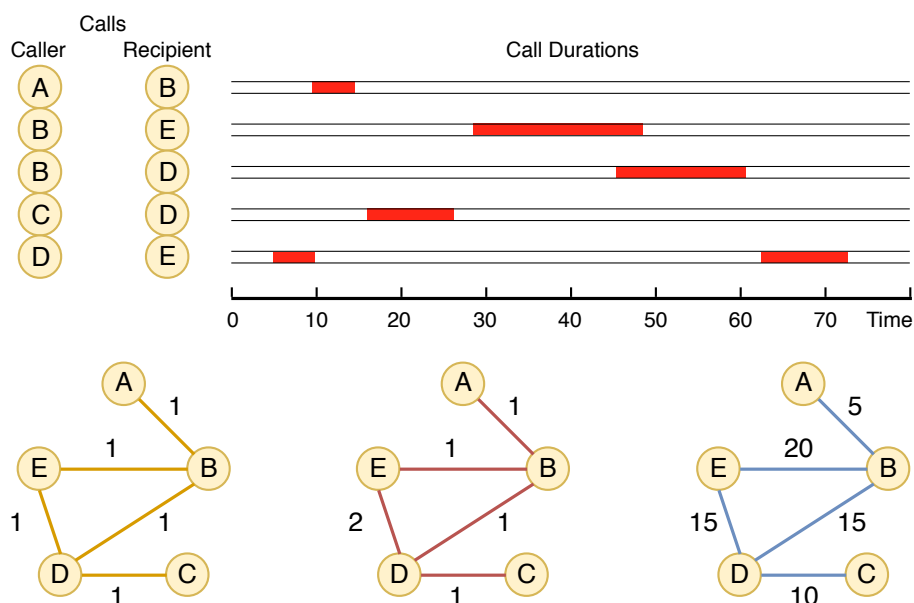 Calls
Caller Recipient Call Durations
A B
B E
B D
C D
D E
0 10 20 30 40 50 60 70 Time
A A A
1 1 5
1 1 20
E B E B E B
1 1 2 1 15 15
D C D C D C
1 1 10